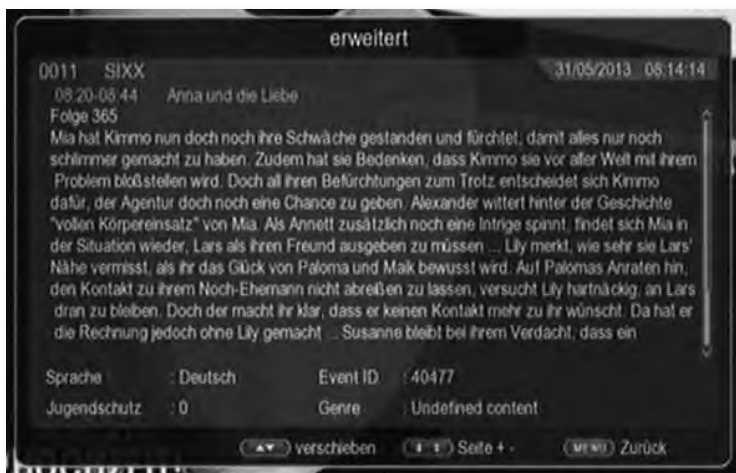 erweitert
0011 SIXX 31/05/2013 08:14:14
08:20-08:44 Anna und die Liebe
Folge 365
Mia hat Kimmo nun doch noch ihre Schwäche gestanden und fürchtet, damit alles nur noch
schlimmer gemacht zu haben. Zudem hat sie Bedenken, dass Kimmo sie vor aller Welt mit ihrem
Problem bloßstellen wird. Doch all ihren Befürchtungen zum Trotz entscheidet sich Kimmo
dafür, der Agentur doch noch eine Chance zu geben. Alexander wittert hinter der Geschichte
"vollen Körpereinsatz" von Mia. Als Annett zusätzlich noch eine Intrige spinnt, findet sich Mia in
der Situation wieder, Lars als ihren Freund ausgeben zu müssen ... Lily merkt, wie sehr sie Lars'
Nähe vermisst, als ihr das Glück von Paloma und Maik bewusst wird. Auf Palomas Anraten hin,
den Kontakt zu ihrem Noch-Ehemann nicht abreißen zu lassen, versucht Lily hartnäckig, an Lars
dran zu bleiben. Doch der macht ihr klar, dass er keinen Kontakt mehr zu ihr wünscht. Da hat er
die Rechnung jedoch ohne Lily gemacht ... Susanne bleibt bei ihrem Verdacht, dass ein
Sprache : Deutsch Event ID : 40477
Jugendschutz : 0 Genre : Undefined content
verschieben Seite + - MENU Zurück